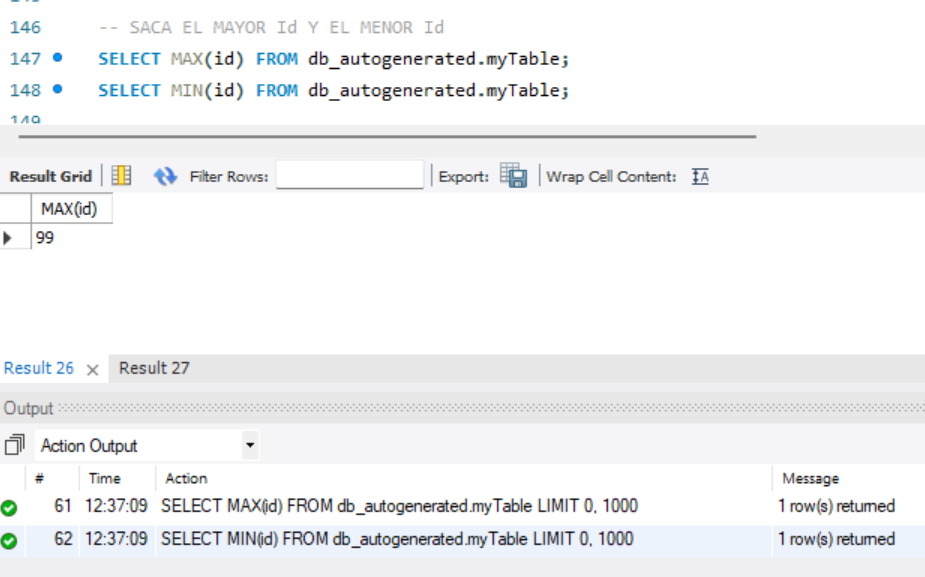 146 -- SACA EL MAYOR Id Y EL MENOR Id
147 SELECT MAX(id) FROM db_autogenerated.myTable;
148 SELECT MIN(id) FROM db_autogenerated.myTable;
149
Result Grid Filter Rows: Export: Wrap Cell Content: IA
MAX(id)
99
Result 26 × Result 27
Output
Action Output
# Time Action Message
61 12:37:09 SELECT MAX(id) FROM db_autogenerated.myTable LIMIT 0, 1000 1 row(s) returned
62 12:37:09 SELECT MIN(id) FROM db_autogenerated.myTable LIMIT 0, 1000 1 row(s) returned